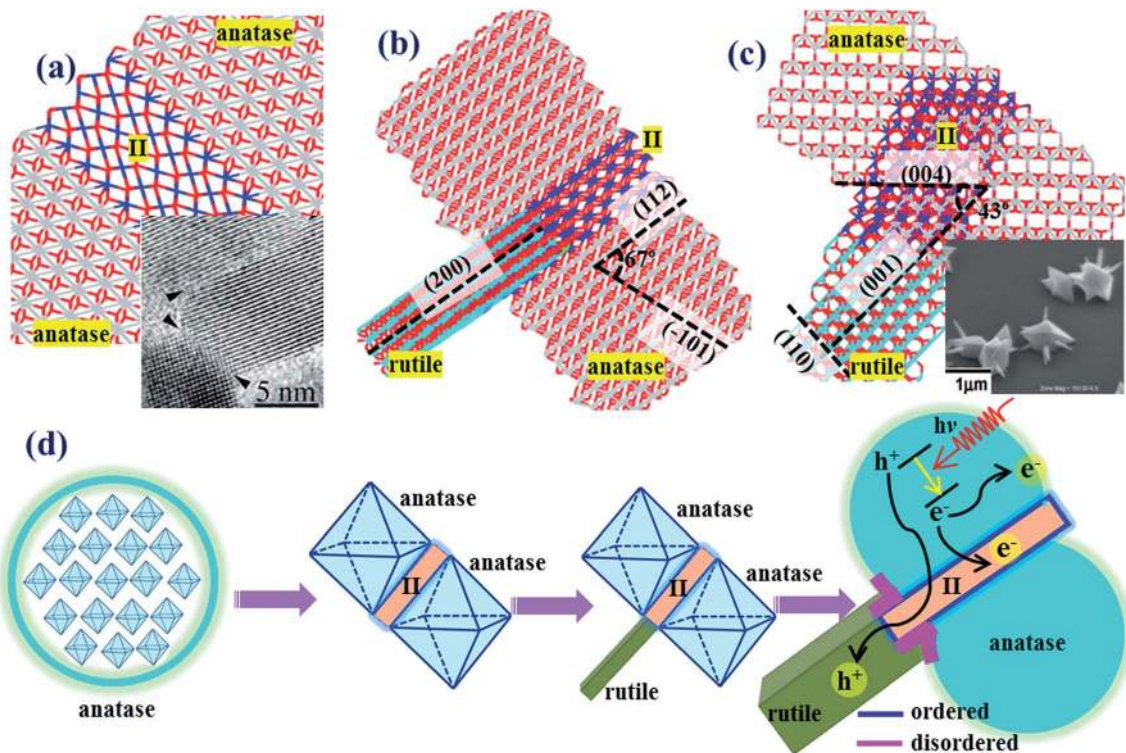 (a)
anatase
II
anatase
5 nm
(b)
II
(112)
67°
(200)
(-101)
rutile
anatase
(c)
anatase
II
(004)
43°
(001)
(110)
rutile
1μm
(d)
anatase
anatase
II
anatase
anatase
II
anatase
rutile
hν
h⁺
e⁻
e⁻
e⁻
II
anatase
h⁺
rutile
ordered
disordered